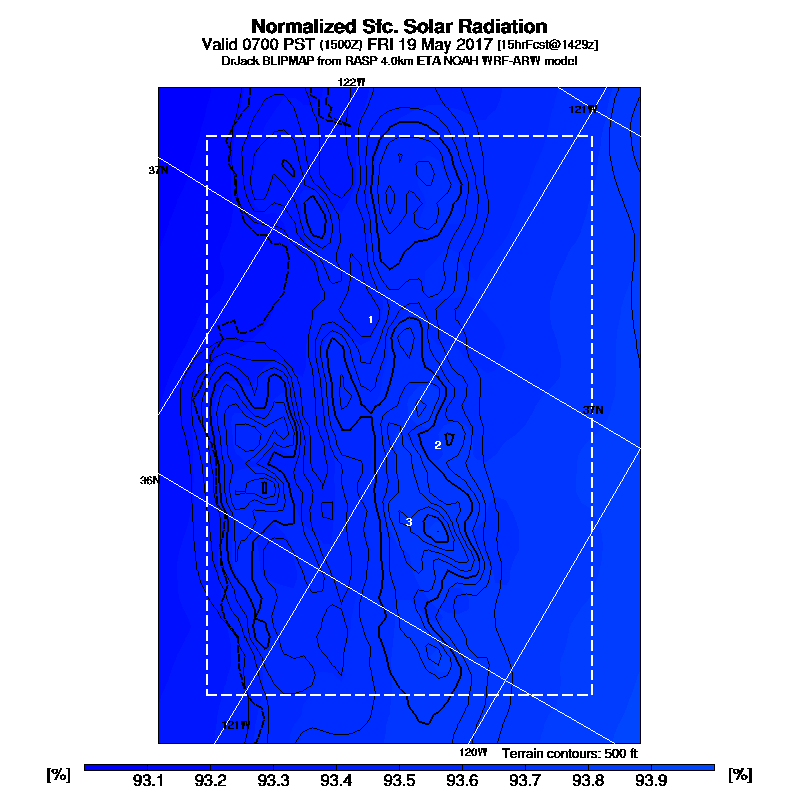 Normalized Sfc. Solar Radiation
Valid 0700 PST (1500Z) FRI 19 May 2017 [15hrFcst@1429z]
DrJack BLIPMAP from RASP 4.0km ETA NOAH WRF-ARW model
122W
121W
37N
1
37N
2
36N
3
121W
120W
Terrain contours: 500 ft
[%] 93.1 93.2 93.3 93.4 93.5 93.6 93.7 93.8 93.9 [%]